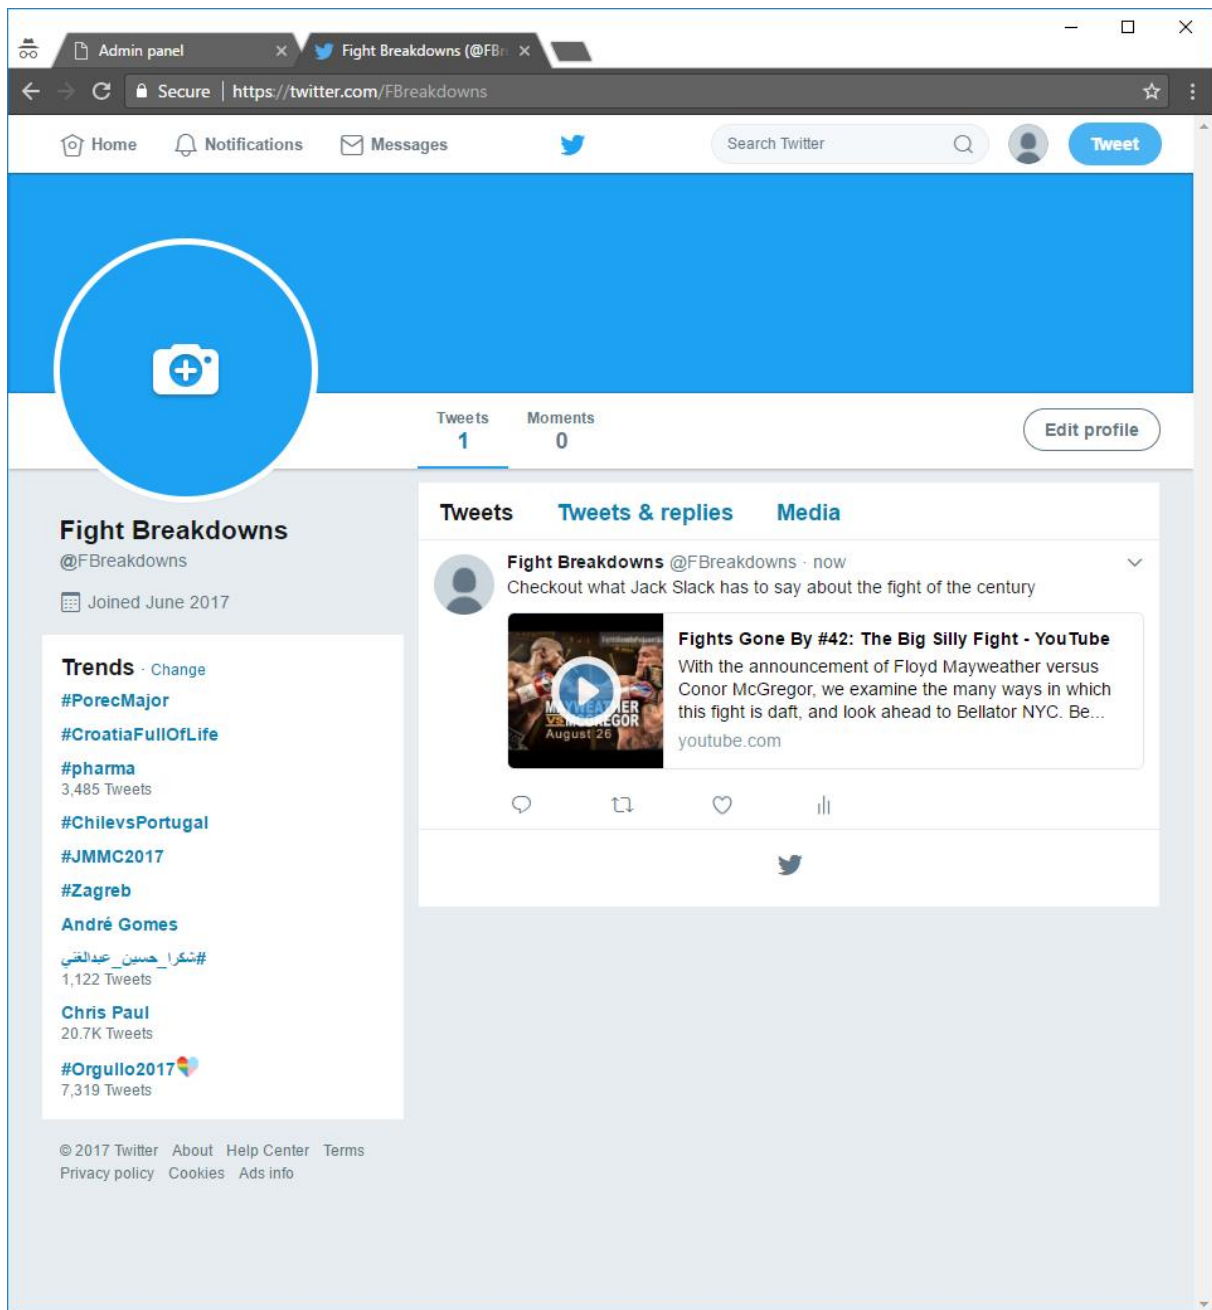 Admin panel
Fight Breakdowns (@FBr
Secure | https://twitter.com/FBreakdowns
Home Notifications Messages Search Twitter Tweet
Tweets Moments
1 0
Edit profile
Fight Breakdowns
@FBreakdowns
Joined June 2017
Trends · Change
#PorecMajor
#CroatiaFullOfLife
#pharma
3,485 Tweets
#ChilevsPortugal
#JMMC2017
#Zagreb
André Gomes
#شكرا_حسين_عبدالغني
1,122 Tweets
Chris Paul
20.7K Tweets
#Orgullo2017
7,319 Tweets
© 2017 Twitter About Help Center Terms
Privacy policy Cookies Ads info
Tweets Tweets & replies Media
Fight Breakdowns @FBreakdowns · now
Checkout what Jack Slack has to say about the fight of the century
MAYWEATHER
VS McGREGOR
August 26
Fights Gone By #42: The Big Silly Fight - YouTube
With the announcement of Floyd Mayweather versus
Conor McGregor, we examine the many ways in which
this fight is daft, and look ahead to Bellator NYC. Be...
youtube.com